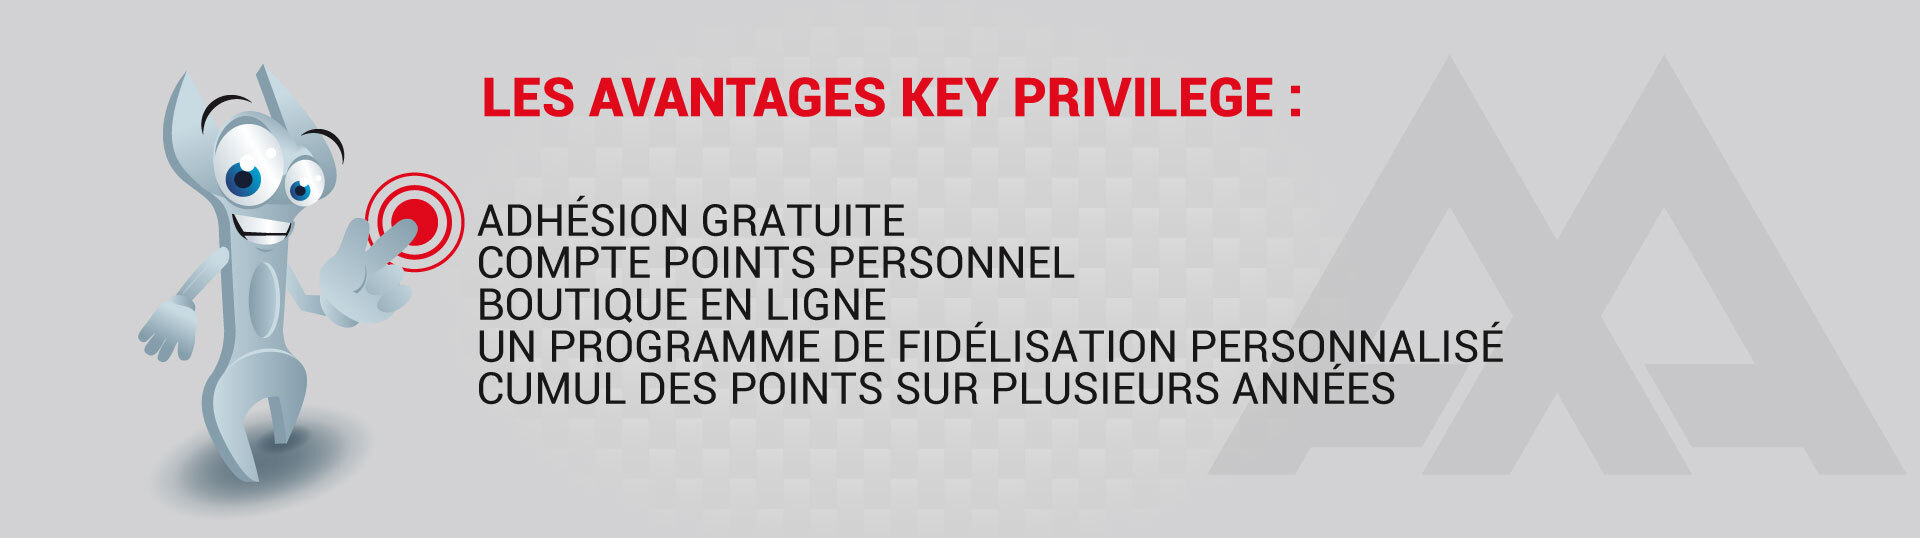 LES AVANTAGES KEY PRIVILEGE :
ADHÉSION GRATUITE
COMPTE POINTS PERSONNEL
BOUTIQUE EN LIGNE
UN PROGRAMME DE FIDÉLISATION PERSONNALISÉ
CUMUL DES POINTS SUR PLUSIEURS ANNÉES